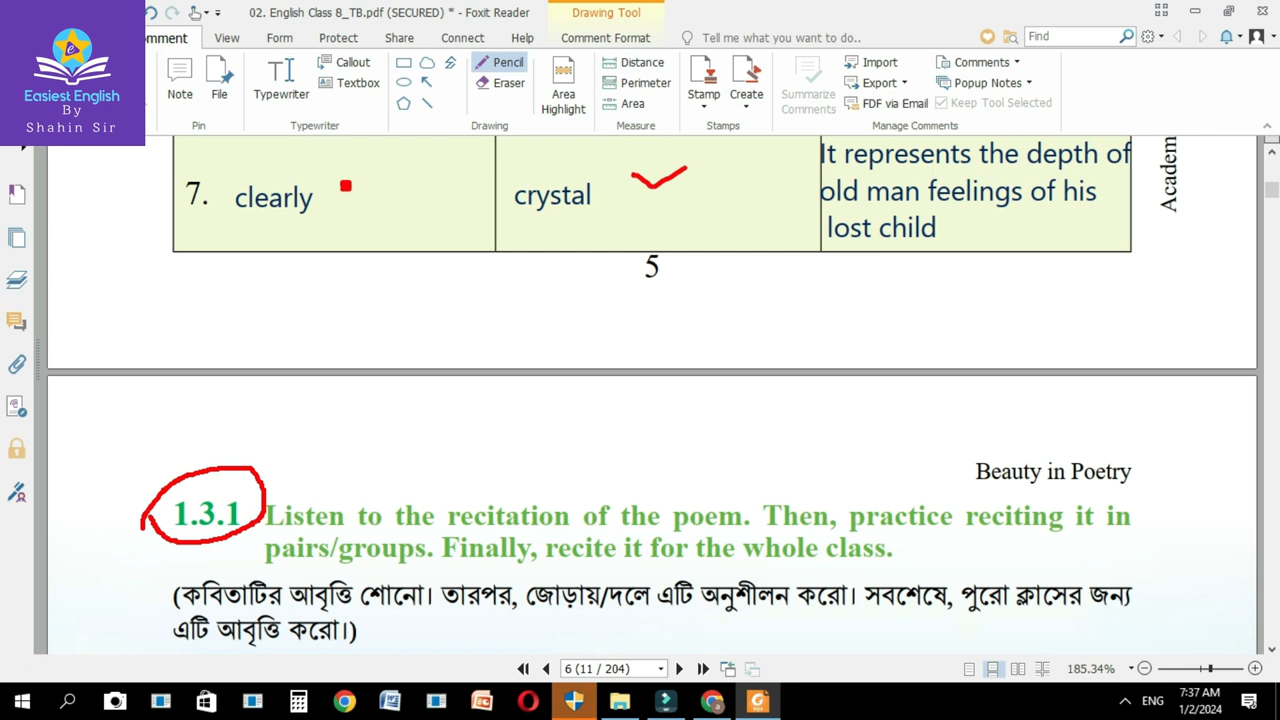 02. English Class 8_TB.pdf (SECURED) * - Foxit Reader
Drawing Tool
Comment View Form Protect Share Connect Help Comment Format Tell me what you want to do.. Find
Note File
Pin
Typewriter Callout Textbox
Typewriter
Pencil Eraser
Drawing
Area Highlight
Distance
Perimeter
Area
Measure
Stamp Create
Stamps
Summarize Comments
Import Export FDF via Email
Comments
Popup Notes
Keep Tool Selected
Manage Comments
e
Easiest English
By
Shahin Sir
7. clearly crystal It represents the depth of
old man feelings of his
lost child
Academ
5
Beauty in Poetry
1.3.1 Listen to the recitation of the poem. Then, practice reciting it in
pairs/groups. Finally, recite it for the whole class.
(কবিতাটির আবৃত্তি শোনো। তারপর, জোড়ায়/দলে এটি অনুশীলন করো। সবশেষে, পুরো ক্লাসের জন্য
এটি আবৃত্তি করো।)
6 (11 / 204) 185.34%
ENG 7:37 AM
1/2/2024